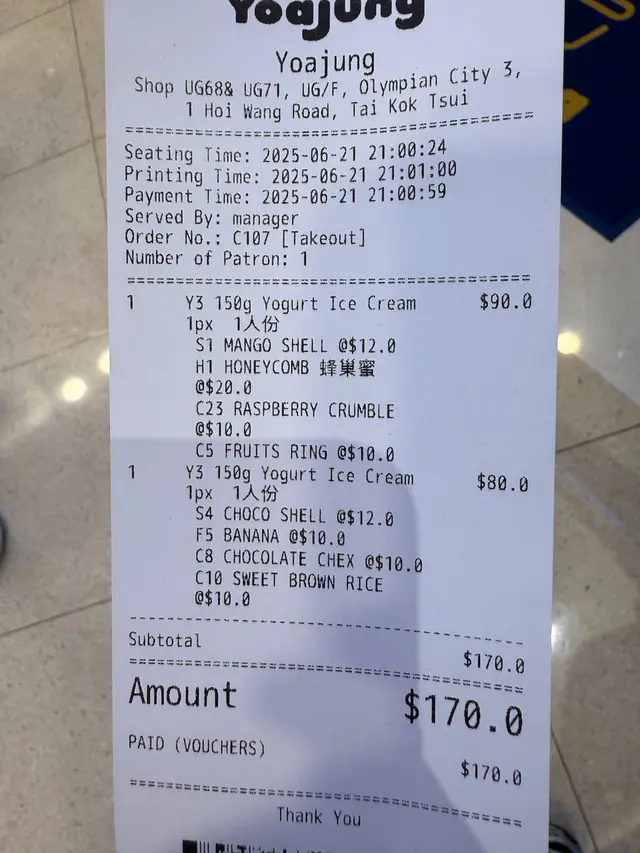 Yoajung
Yoajung
Shop UG68& UG71, UG/F, Olympian City 3,
1 Hoi Wang Road, Tai Kok Tsui
Seating Time: 2025-06-21 21:00:24
Printing Time: 2025-06-21 21:01:00
Payment Time: 2025-06-21 21:00:59
Served By: manager
Order No.: C107 [Takeout]
Number of Patron: 1
1 Y3 150g Yogurt Ice Cream $90.0
1px 1人份
S1 MANGO SHELL @$12.0
H1 HONEYCOMB 蜂巢蜜
@$20.0
C23 RASPBERRY CRUMBLE
@$10.0
C5 FRUITS RING @$10.0
1 Y3 150g Yogurt Ice Cream $80.0
1px 1人份
S4 CHOCO SHELL @$12.0
F5 BANANA @$10.0
C8 CHOCOLATE CHEX @$10.0
C10 SWEET BROWN RICE
@$10.0
Subtotal $170.0
Amount $170.0
PAID (VOUCHERS) $170.0
Thank You